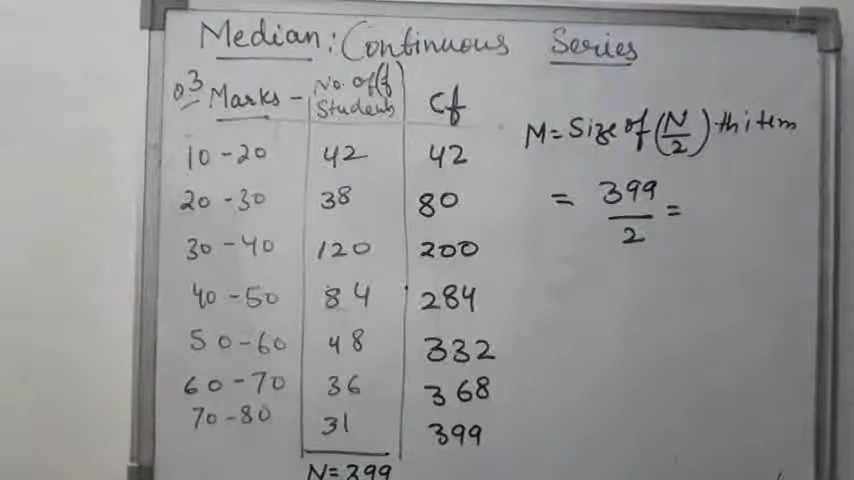 Median: Continuous Series
Q3 Marks - No. of (f) Students cf
10-20 42 42
20-30 38 80
30-40 120 200
40-50 84 284
50-60 48 332
60-70 36 368
70-80 31 399
N=399
M = Size of (N/2) th item
= 399/2 =